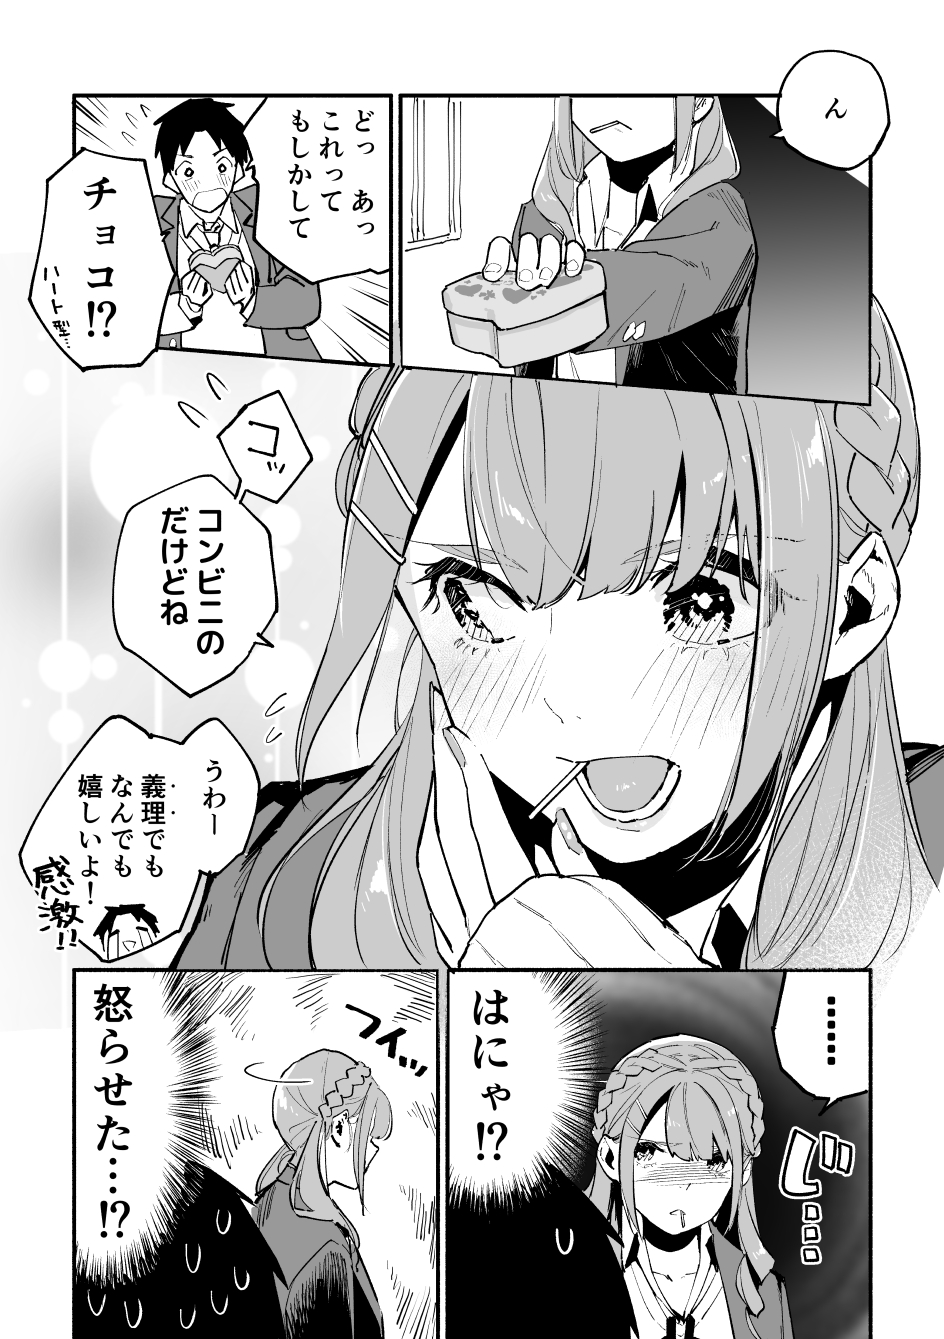 ん
どっ あっ
これって
もしかして
チョコ!?
ハート型…
コッ
コンビニの
だけどね
うわー
義理でも
なんでも
嬉しいよ!
感激!!
……
じ…
はにゃ!?
フイッ
怒らせた…!?